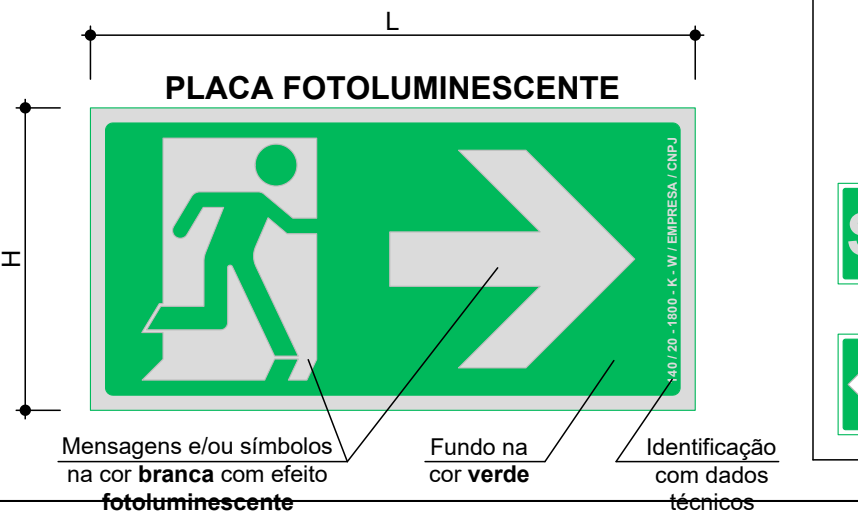 L
PLACA FOTOLUMINESCENTE
H
140 / 20 - 1800 - K - W / EMPRESA / CNPJ
S
Mensagens e/ou símbolos
na cor branca com efeito
fotoluminescente
Fundo na
cor verde
Identificação
com dados
técnicos